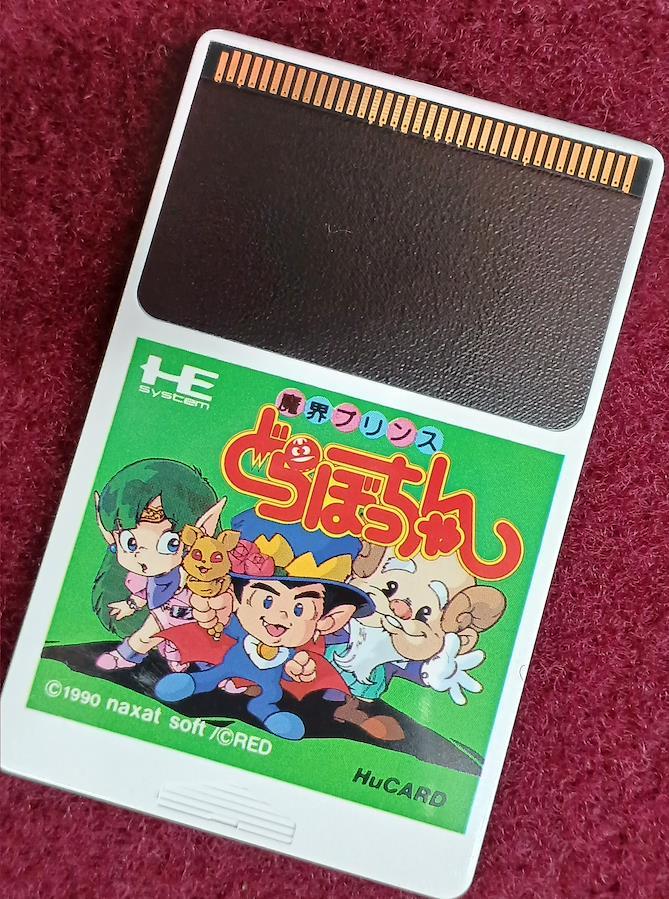 HE
system
魔界プリンス
どらぼっちゃん
©1990 naxat soft /©RED
HuCARD